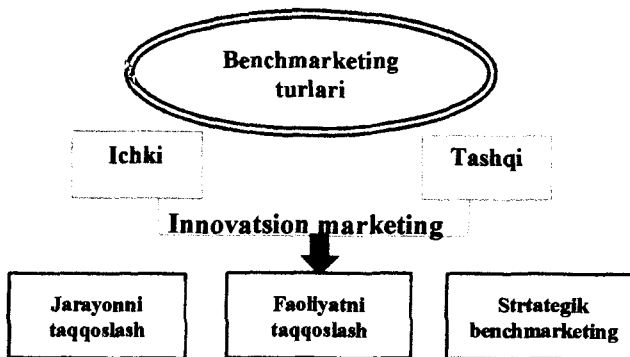 Benchmarketing
turlari
Ichki
Tashqi
Innovatsion marketing
Jarayonni
taqqoslash
Faoliyatni
taqqoslash
Strtategik
benchmarketing